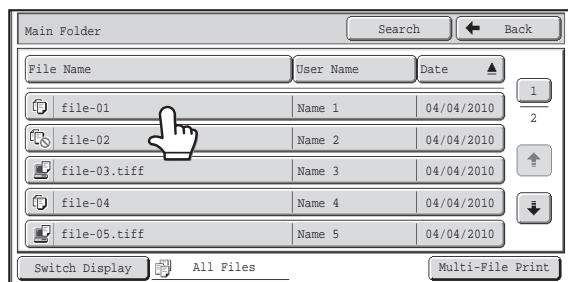 Main Folder Search Back
File Name User Name Date
file-01 Name 1 04/04/2010
file-02 Name 2 04/04/2010
file-03.tiff Name 3 04/04/2010
file-04 Name 4 04/04/2010
file-05.tiff Name 5 04/04/2010
1
2
Switch Display All Files Multi-File Print